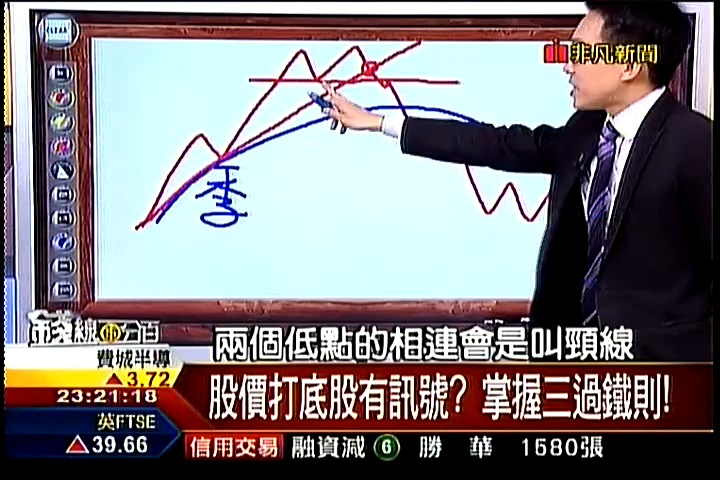 非凡新聞
季
兩個低點的相連會是叫頸線
費城半導
▲3.72
23:21:18
股價打底股有訊號? 掌握三過鐵則!
英FTSE
▲39.66
信用交易 融資減 6 勝 華 1580張